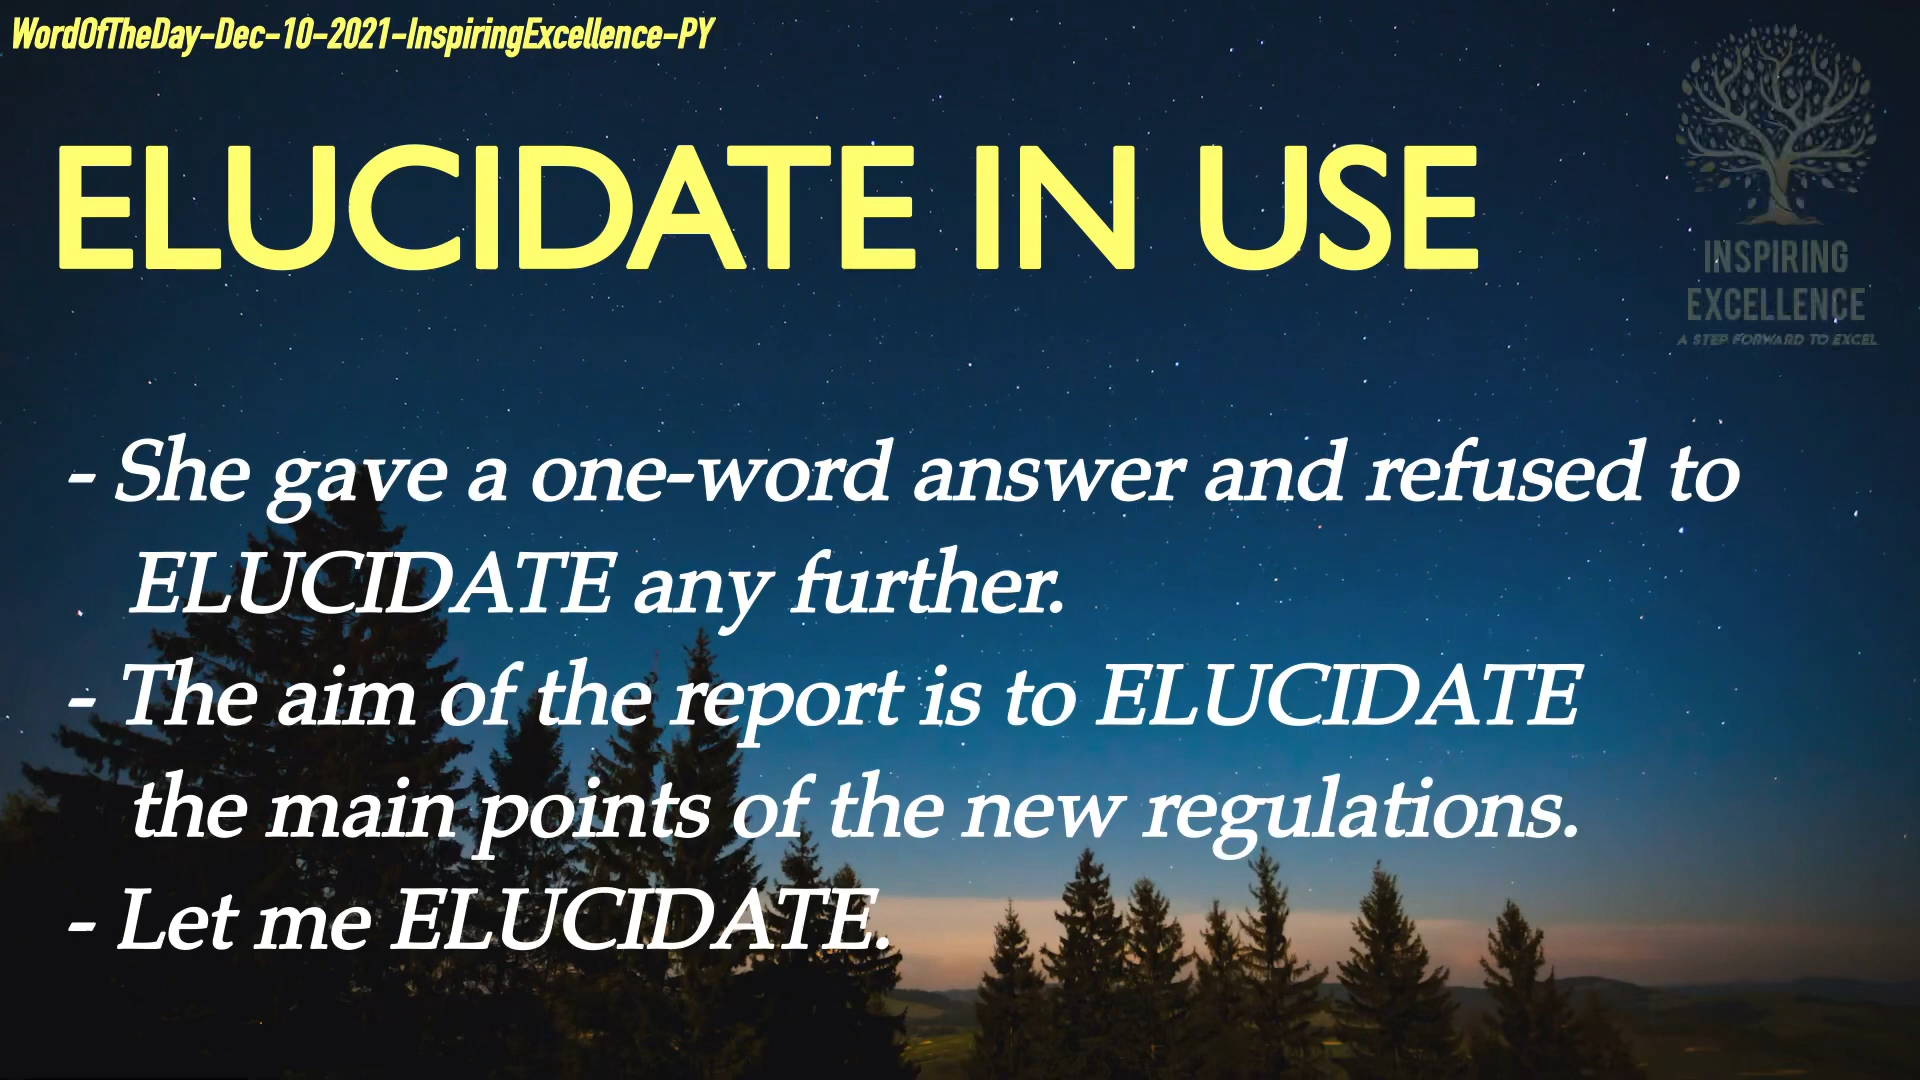 WordOfTheDay-Dec-10-2021-InspiringExcellence-PY
ELUCIDATE IN USE
INSPIRING
EXCELLENCE
A STEP FORWARD TO EXCEL
- She gave a one-word answer and refused to
ELUCIDATE any further.
- The aim of the report is to ELUCIDATE
the main points of the new regulations.
- Let me ELUCIDATE.